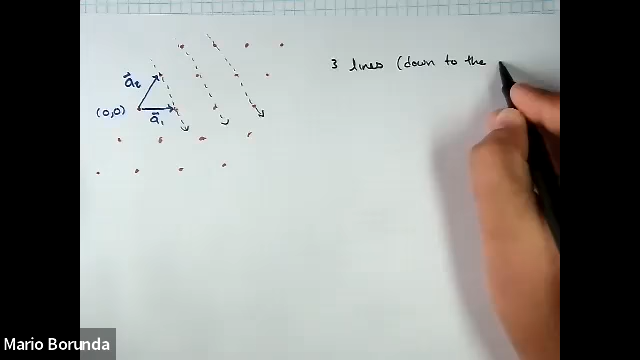 3 lines (down to the
a⃗₂
(0,0)
a⃗₁
Mario Borunda